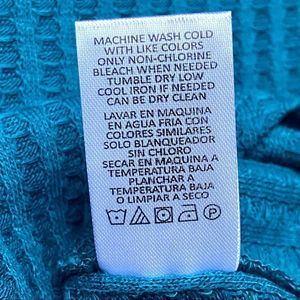 MACHINE WASH COLD
WITH LIKE COLORS
ONLY NON-CHLORINE
BLEACH WHEN NEEDED
TUMBLE DRY LOW
COOL IRON IF NEEDED
CAN BE DRY CLEAN
LAVAR EN MAQUINA
EN AGUA FRIA CON
COLORES SIMILARES
SOLO BLANQUEADOR
SIN CHLORO
SECAR EN MAQUINA A
TEMPERATURA BAJA
PLANCHAR A
TEMPERATURA BAJA
O LIMPIAR A SECO
P